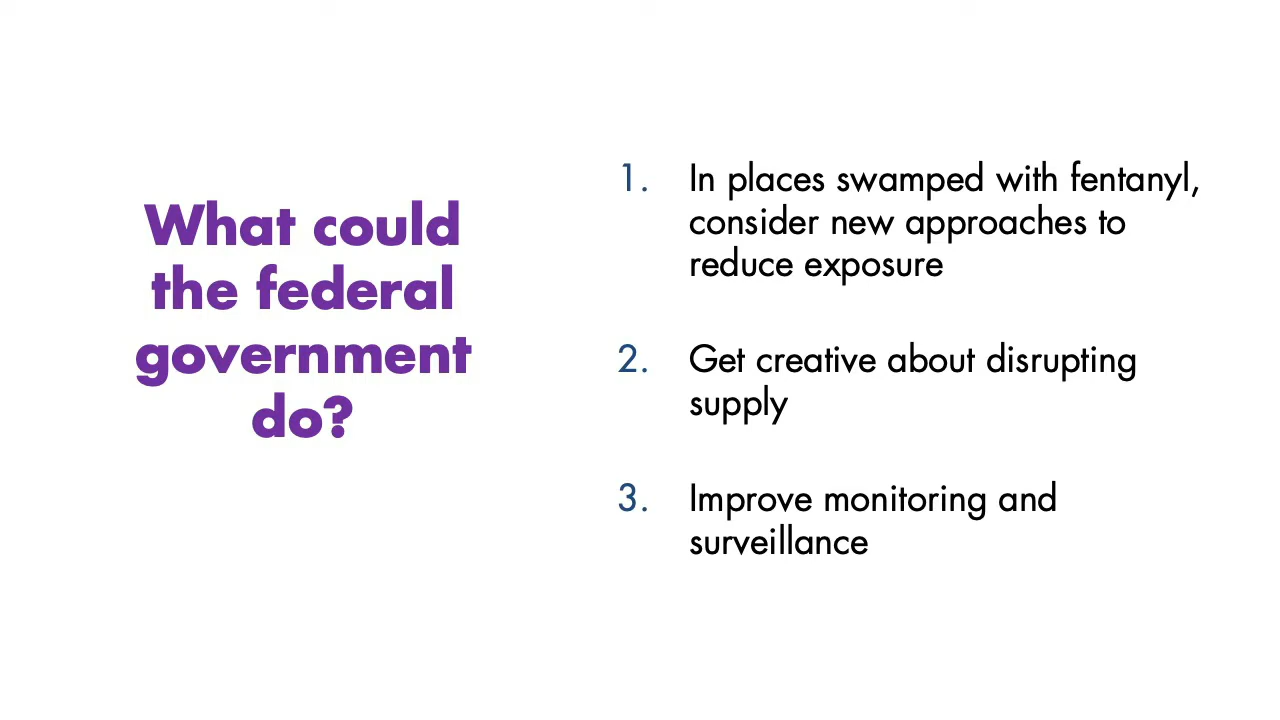 What could
the federal
government
do?
1. In places swamped with fentanyl,
consider new approaches to
reduce exposure
2. Get creative about disrupting
supply
3. Improve monitoring and
surveillance